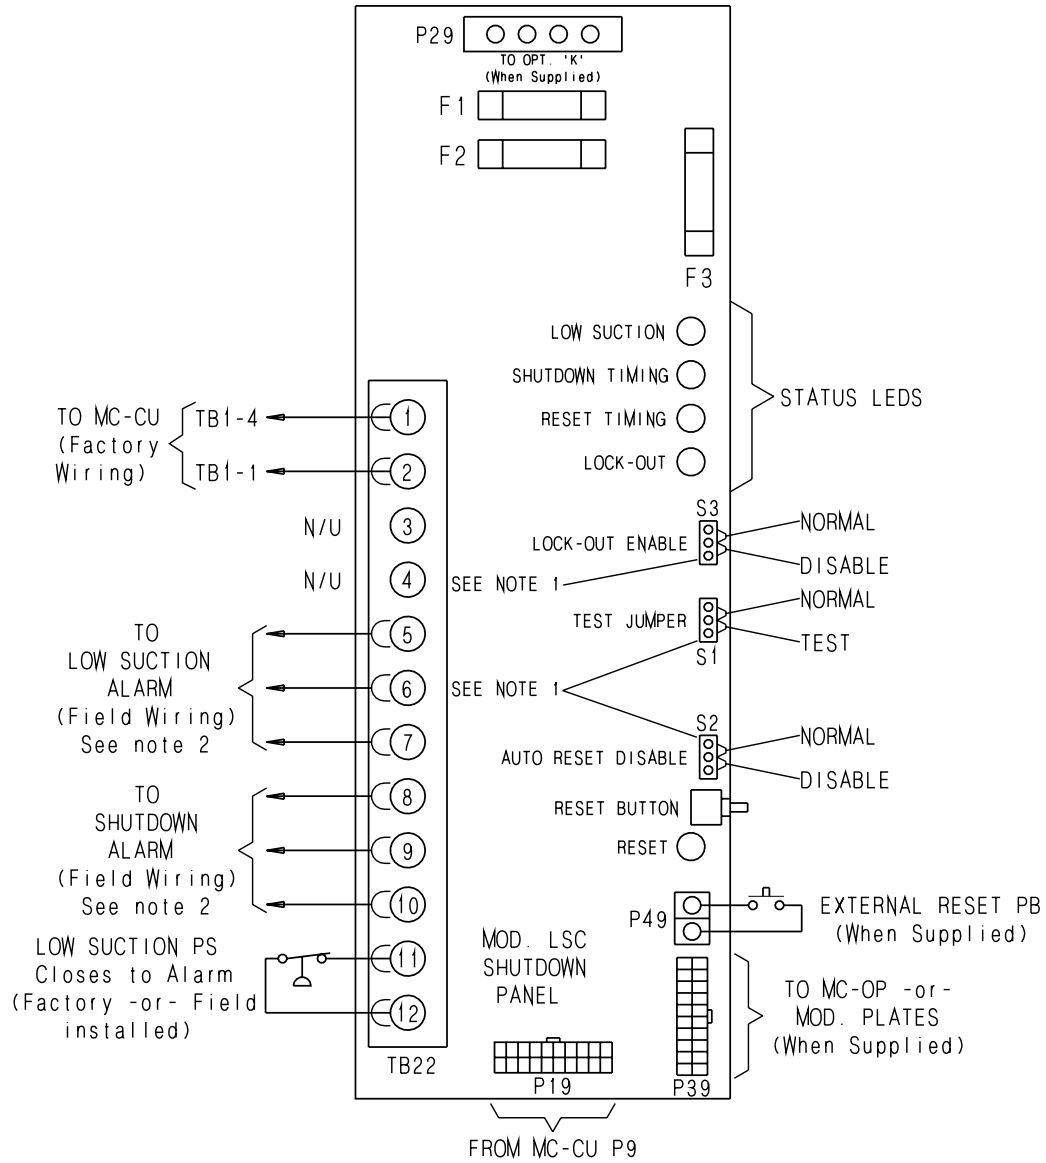 P29
TO OPT. 'K'
(When Supplied)
F1
F2
F3
LOW SUCTION
SHUTDOWN TIMING
RESET TIMING
LOCK-OUT
STATUS LEDS
TO MC-CU
(Factory
Wiring)
TB1-4
TB1-1
N/U
N/U
1
2
3
4
5
6
7
8
9
10
11
12
TB22
S3
LOCK-OUT ENABLE
NORMAL
DISABLE
SEE NOTE 1
TEST JUMPER
NORMAL
TEST
S1
SEE NOTE 1
S2
AUTO RESET DISABLE
NORMAL
DISABLE
RESET BUTTON
RESET
TO
LOW SUCTION
ALARM
(Field Wiring)
See note 2
TO
SHUTDOWN
ALARM
(Field Wiring)
See note 2
LOW SUCTION PS
Closes to Alarm
(Factory -or- Field
installed)
P49
EXTERNAL RESET PB
(When Supplied)
MOD. LSC
SHUTDOWN
PANEL
TO MC-OP -or-
MOD. PLATES
(When Supplied)
P19
P39
FROM MC-CU P9